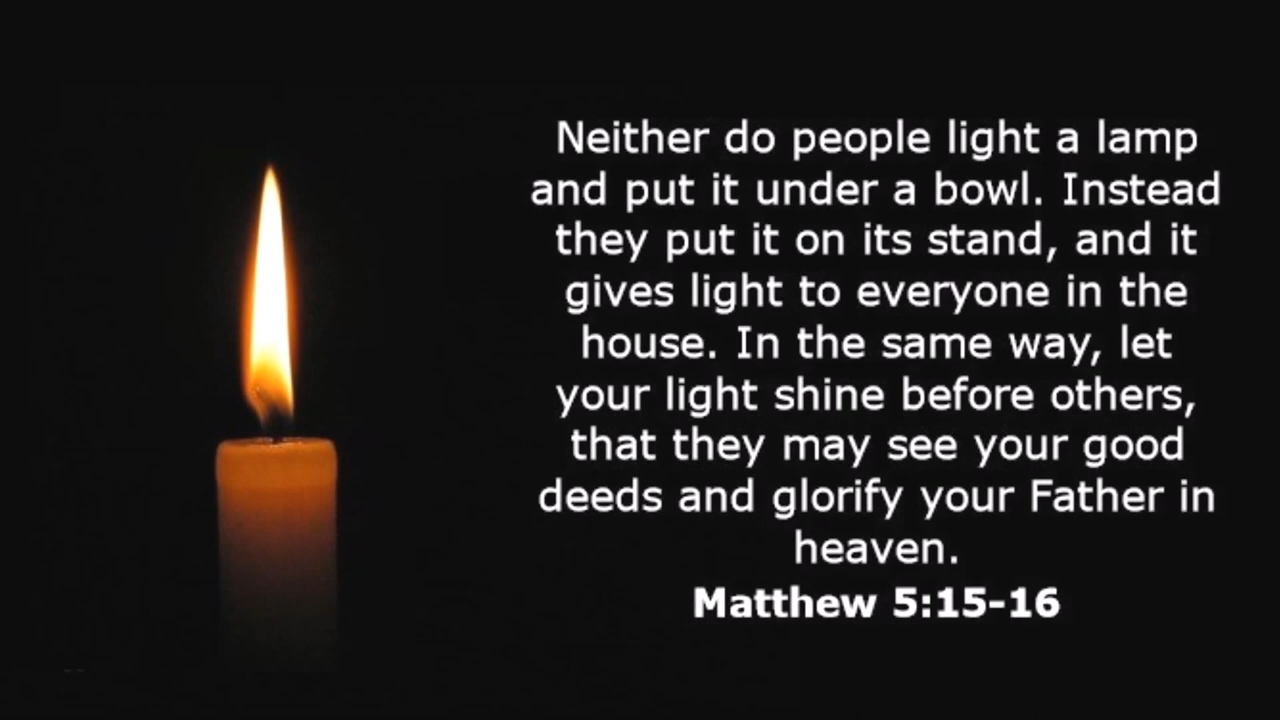 Neither do people light a lamp
and put it under a bowl. Instead
they put it on its stand, and it
gives light to everyone in the
house. In the same way, let
your light shine before others,
that they may see your good
deeds and glorify your Father in
heaven.
Matthew 5:15-16